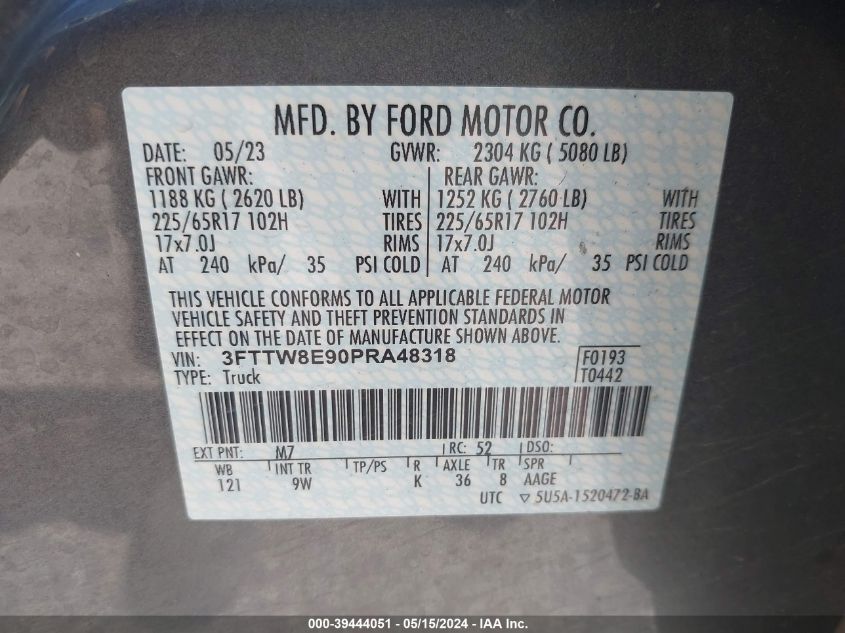 MFD. BY FORD MOTOR CO.
DATE: 05/23 GVWR: 2304 KG ( 5080 LB)
FRONT GAWR: REAR GAWR:
1188 KG ( 2620 LB) WITH 1252 KG ( 2760 LB) WITH
225/65R17 102H TIRES 225/65R17 102H TIRES
17x7.0J RIMS 17x7.0J RIMS
AT 240 kPa/ 35 PSI COLD AT 240 kPa/ 35 PSI COLD
THIS VEHICLE CONFORMS TO ALL APPLICABLE FEDERAL MOTOR
VEHICLE SAFETY AND THEFT PREVENTION STANDARDS IN
EFFECT ON THE DATE OF MANUFACTURE SHOWN ABOVE.
VIN: 3FTTW8E90PRA48318 F0193
TYPE: Truck T0442
EXT PNT: M7 RC: 52 DSO:
WB INT TR TP/PS R AXLE TR SPR
121 9W K 36 8 AAGE
UTC ▽ 5U5A-1520472-BA
000-39444051 - 05/15/2024 - IAA Inc.